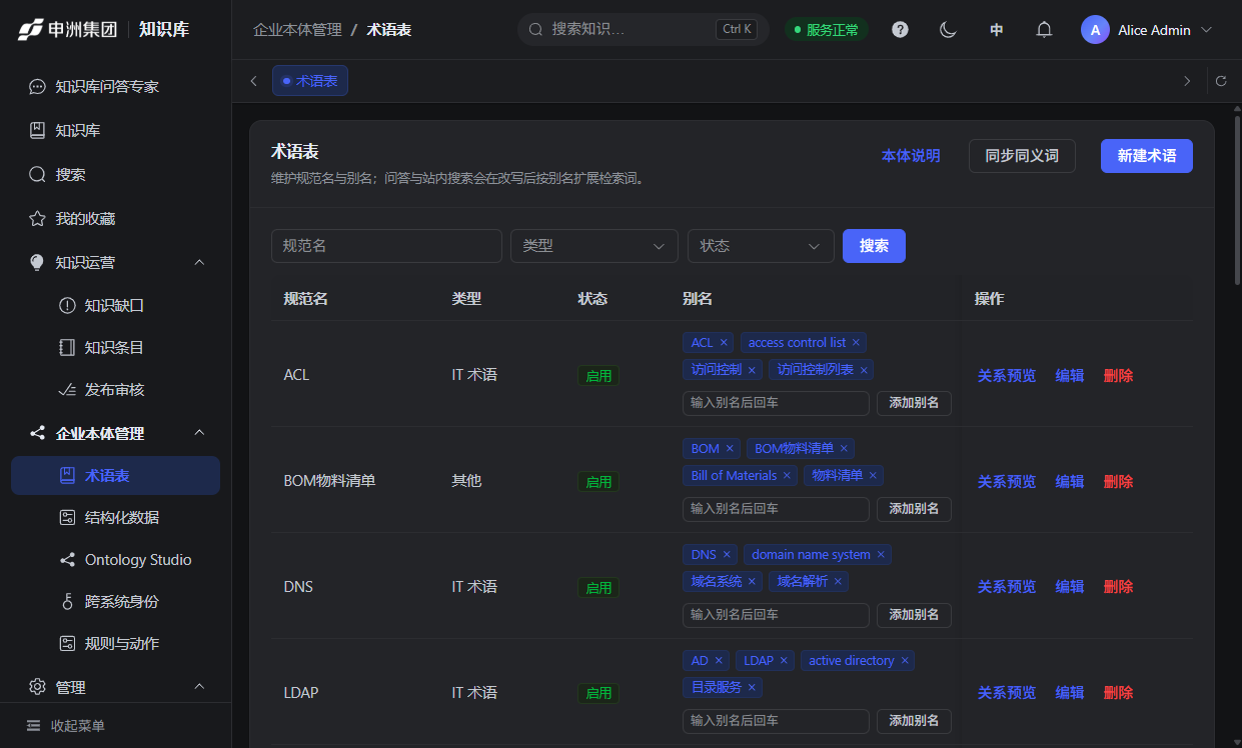 申洲集团 知识库
企业本体管理 / 术语表
搜索知识... Ctrl K
服务正常
?
中
A Alice Admin
知识库问答专家
知识库
搜索
我的收藏
知识运营
知识缺口
知识条目
发布审核
企业本体管理
术语表
结构化数据
Ontology Studio
跨系统身份
规则与动作
管理
收起菜单
术语表
术语表
维护规范名与别名；问答与站内搜索会在改写后按别名扩展检索词。
本体说明 同步同义词 新建术语
规范名 类型 状态 搜索
规范名 类型 状态 别名 操作
ACL × access control list ×
访问控制 × 访问控制列表 ×
ACL IT 术语 启用 关系预览 编辑 删除
输入别名后回车 添加别名
BOM × BOM物料清单 ×
Bill of Materials × 物料清单 ×
BOM物料清单 其他 启用 关系预览 编辑 删除
输入别名后回车 添加别名
DNS × domain name system ×
域名系统 × 域名解析 ×
DNS IT 术语 启用 关系预览 编辑 删除
输入别名后回车 添加别名
AD × LDAP × active directory ×
目录服务 ×
LDAP IT 术语 启用 关系预览 编辑 删除
输入别名后回车 添加别名